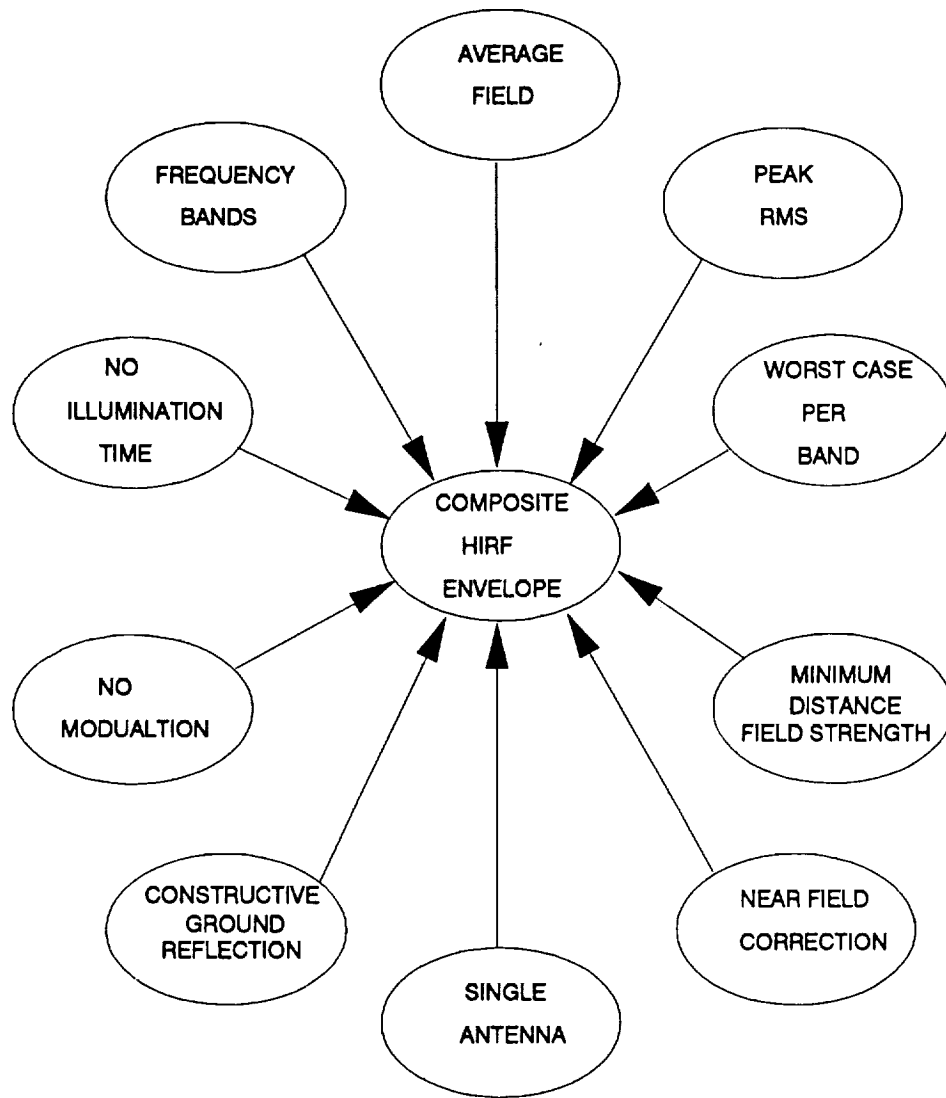 AVERAGE
FIELD
FREQUENCY
BANDS
PEAK
RMS
NO
ILLUMINATION
TIME
WORST CASE
PER
BAND
COMPOSITE
HIRF
ENVELOPE
NO
MODUALTION
MINIMUM
DISTANCE
FIELD STRENGTH
CONSTRUCTIVE
GROUND
REFLECTION
NEAR FIELD
CORRECTION
SINGLE
ANTENNA